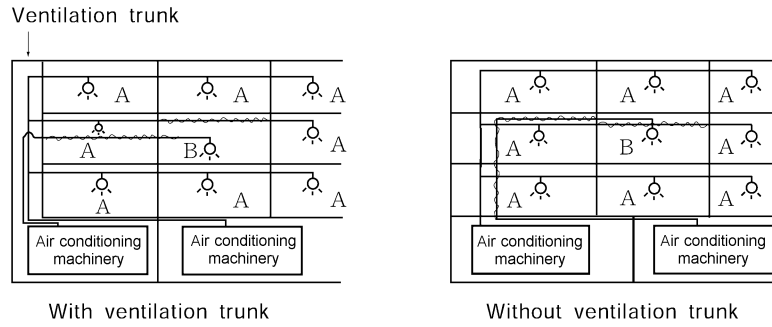 Ventilation trunk
A A A
A
A B
A A A
Air conditioning
machinery
Air conditioning
machinery
With ventilation trunk
A A A
A B A
A A A
Air conditioning
machinery
Air conditioning
machinery
Without ventilation trunk